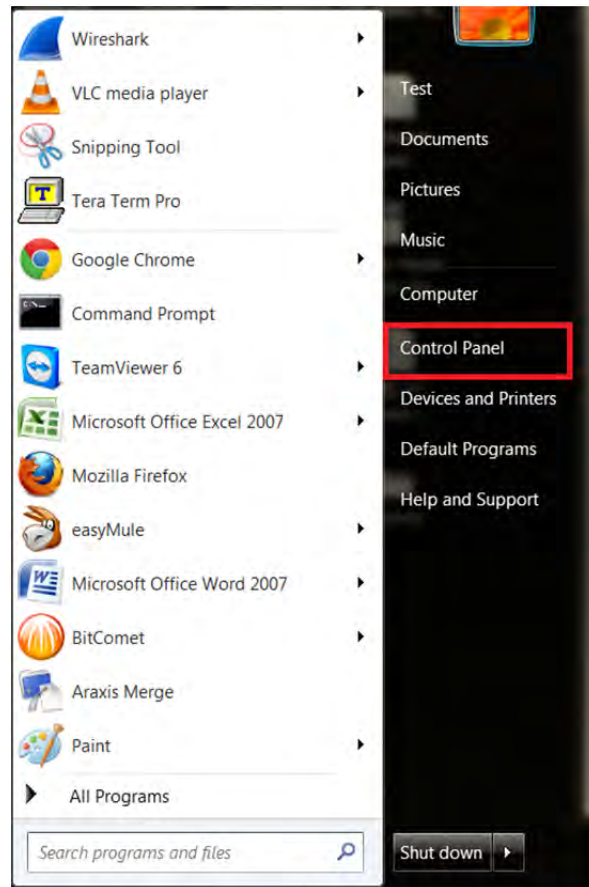 Wireshark
VLC media player
Snipping Tool
Tera Term Pro
Google Chrome
Command Prompt
TeamViewer 6
Microsoft Office Excel 2007
Mozilla Firefox
easyMule
Microsoft Office Word 2007
BitComet
Araxis Merge
Paint
All Programs
Search programs and files
Test
Documents
Pictures
Music
Computer
Control Panel
Devices and Printers
Default Programs
Help and Support
Shut down